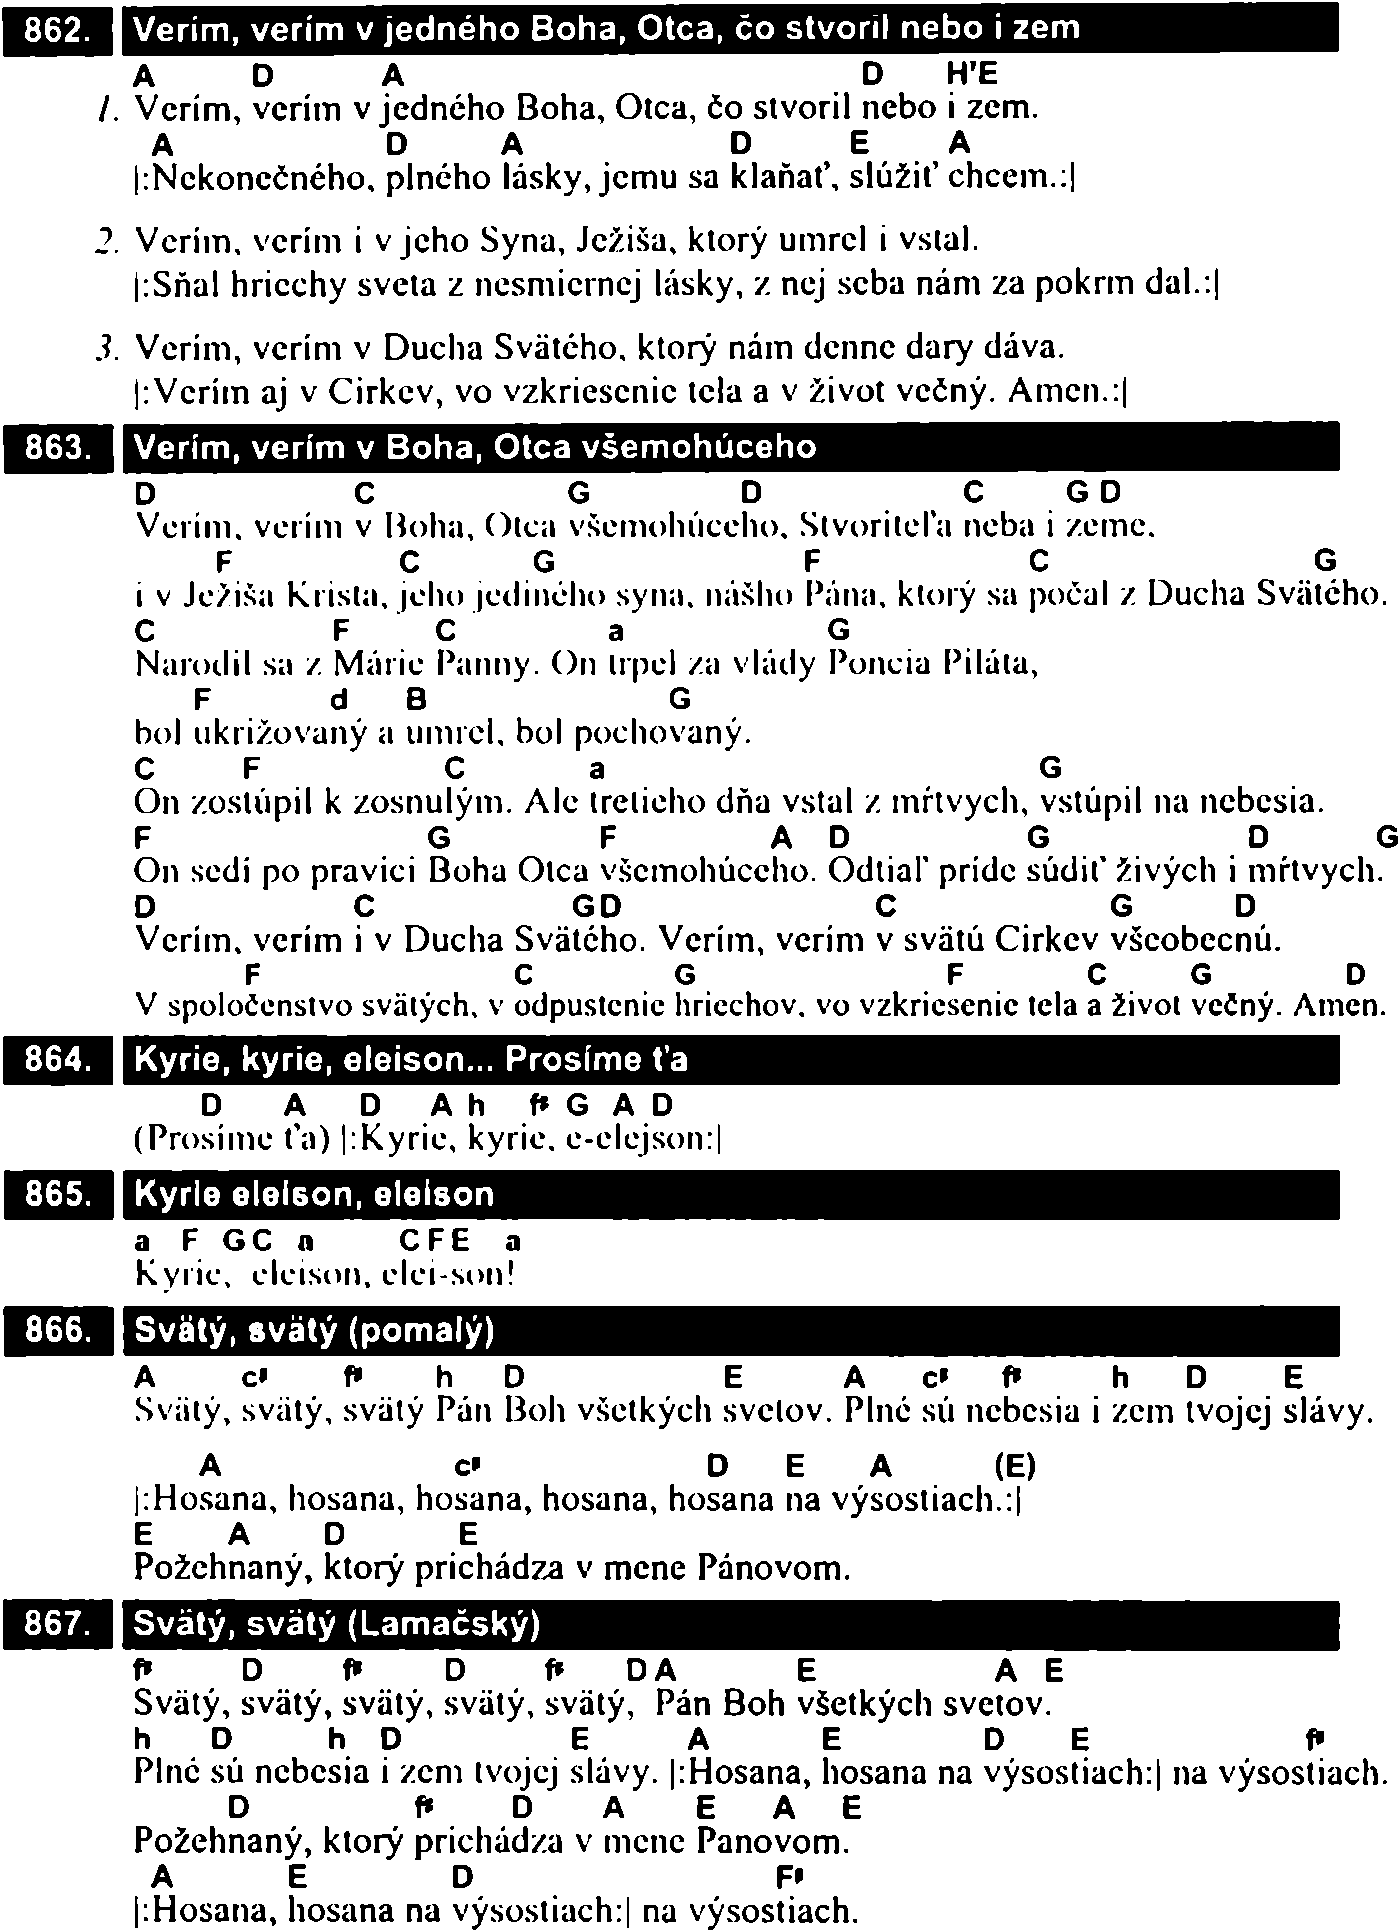 862. Verím, verím v jedného Boha, Otca, čo stvoril nebo i zem
A D A D H'E
1. Verím, verím v jedného Boha, Otca, čo stvoril nebo i zem.
A D A D E A
|:Nekonečného, plného lásky, jemu sa klaňať, slúžiť chcem.:|
2. Verím, verím i v jeho Syna, Ježiša, ktorý umrel i vstal.
|:Sňal hriechy sveta z nesmiernej lásky, z nej seba nám za pokrm dal.:|
3. Verím, verím v Ducha Svätého, ktorý nám denne dary dáva.
|:Verím aj v Cirkev, vo vzkriesenie tela a v život večný. Amen.:|
863. Verím, verím v Boha, Otca všemohúceho
D C G D C G D
Verím, verím v Boha, Otca všemohúceho, Stvoriteľa neba i zeme,
F C G F C G
i v Ježiša Krista, jeho jediného syna, nášho Pána, ktorý sa počal z Ducha Svätého.
C F C a G
Narodil sa z Márie Panny. On trpel za vlády Poncia Piláta,
F d B G
bol ukrižovaný a umrel, bol pochovaný.
C F C a G
On zostúpil k zosnulým. Ale tretieho dňa vstal z mŕtvych, vstúpil na nebesia.
F G F A D G D G
On sedí po pravici Boha Otca všemohúceho. Odtiaľ príde súdiť živých i mŕtvych.
D C G D C G D
Verím, verím i v Ducha Svätého. Verím, verím v svätú Cirkev všeobecnú.
F C G F C G D
V spoločenstvo svätých, v odpustenie hriechov, vo vzkriesenie tela a život večný. Amen.
864. Kyrie, kyrie, eleison... Prosíme ťa
D A D A h f# G A D
(Prosíme ťa) |:Kyrie, kyrie, e-elejson:|
865. Kyrie eleison, eleison
a F G C a C F E a
Kyrie, eleison, elei-son!
866. Svätý, svätý (pomalý)
A c# f# h D E A c# f# h D E
Svätý, svätý, svätý Pán Boh všetkých svetov. Plné sú nebesia i zem tvojej slávy.
A c# D E A (E)
|:Hosana, hosana, hosana, hosana, hosana na výsostiach.:|
E A D E
Požehnaný, ktorý prichádza v mene Pánovom.
867. Svätý, svätý (Lamačský)
f# D f# D f# D A E A E
Svätý, svätý, svätý, svätý, svätý, Pán Boh všetkých svetov.
h D h D E A E D E f#
Plné sú nebesia i zem tvojej slávy. |:Hosana, hosana na výsostiach:| na výsostiach.
D f# D A E A E
Požehnaný, ktorý prichádza v mene Panovom.
A E D F#
|:Hosana, hosana na výsostiach:| na výsostiach.